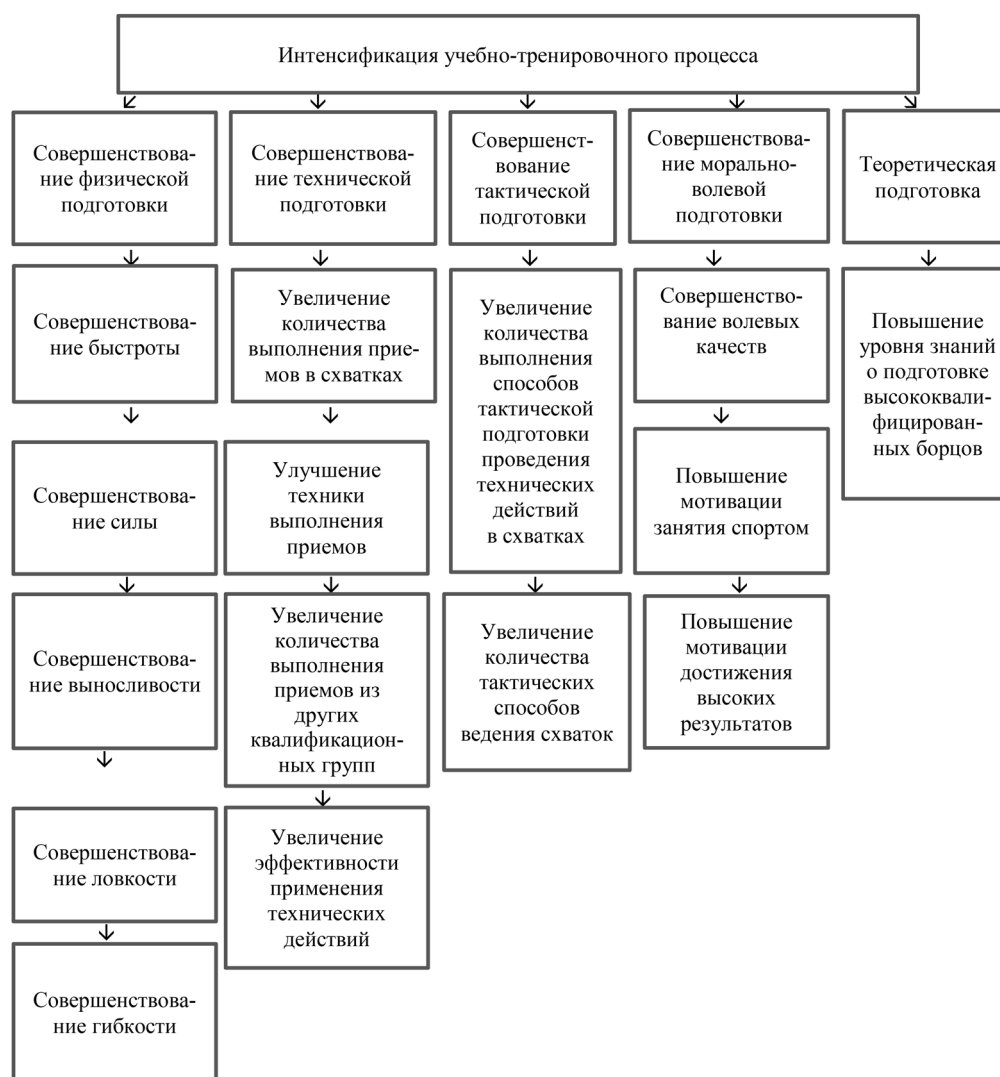 Интенсификация учебно-тренировочного процесса
Совершенствова-
ние физической
подготовки
Совершенствова-
ние технической
подготовки
Совершенст-
вование
тактической
подготовки
Совершенство-
вание морально-
волевой
подготовки
Теоретическая
подготовка
Совершенствова-
ние быстроты
Увеличение
количества
выполнения прие-
мов в схватках
Увеличение
количества
выполнения
способов
тактической
подготовки
проведения
технических
действий
в схватках
Совершенство-
вание волевых
качеств
Повышение
уровня знаний
о подготовке
высококвали-
фицирован-
ных борцов
Совершенствова-
ние силы
Улучшение
техники
выполнения
приемов
Повышение
мотивации
занятия спортом
Совершенствова-
ние выносливости
Увеличение
количества
выполнения
приемов из
других
квалификацион-
ных групп
Увеличение
количества
тактических
способов
ведения схваток
Повышение
мотивации
достижения
высоких
результатов
Совершенствова-
ние ловкости
Увеличение
эффективности
применения
технических
действий
Совершенствова-
ние гибкости